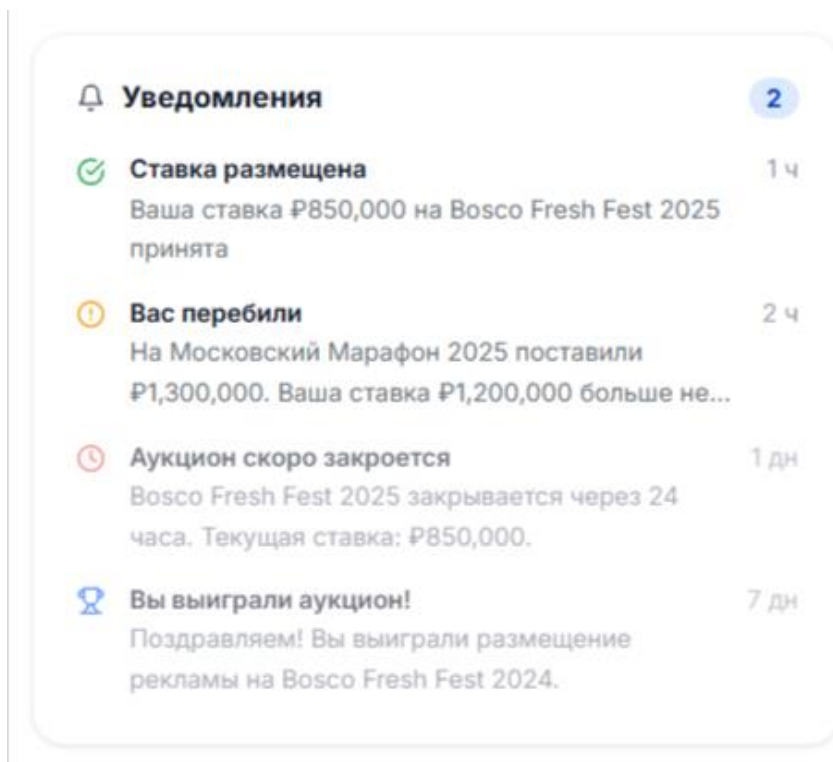 Уведомления 2
Ставка размещена 1 ч
Ваша ставка ₽850,000 на Bosco Fresh Fest 2025
принята
Вас перебили 2 ч
На Московский Марафон 2025 поставили
₽1,300,000. Ваша ставка ₽1,200,000 больше не...
Аукцион скоро закроется 1 дн
Bosco Fresh Fest 2025 закрывается через 24
часа. Текущая ставка: ₽850,000.
Вы выиграли аукцион! 7 дн
Поздравляем! Вы выиграли размещение
рекламы на Bosco Fresh Fest 2024.